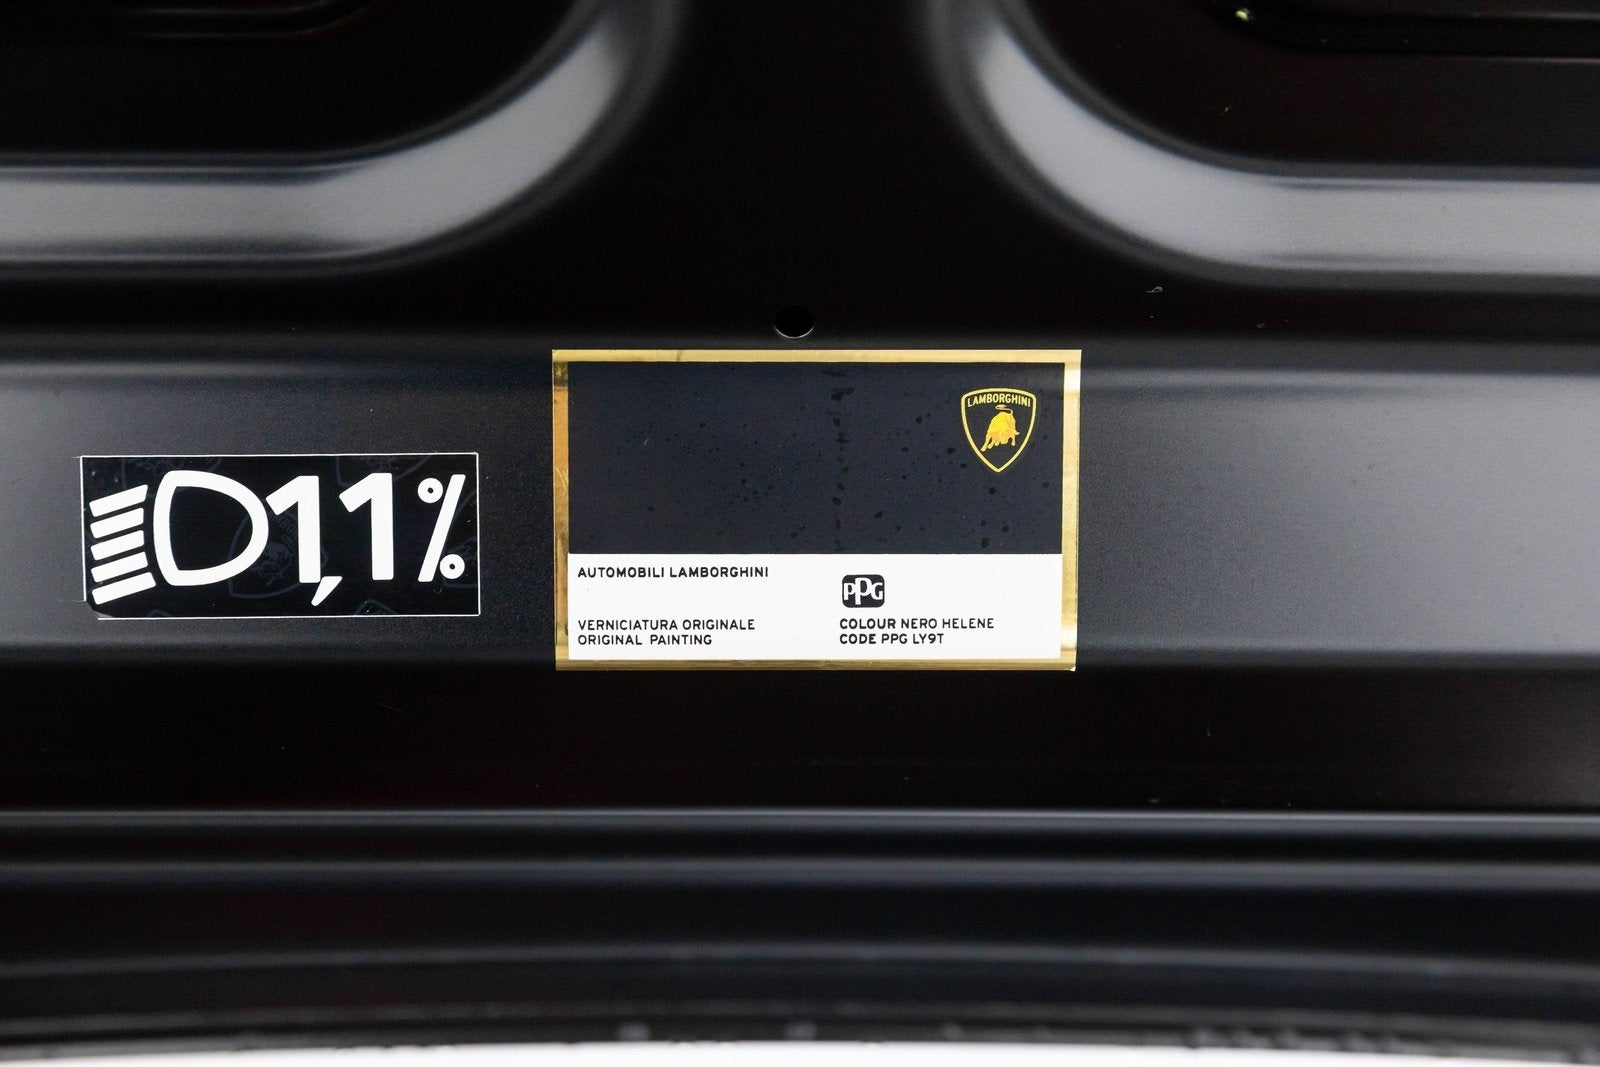 1,1%
LAMBORGHINI
AUTOMOBILI LAMBORGHINI
PPG
VERNICIATURA ORIGINALE
ORIGINAL PAINTING
COLOUR NERO HELENE
CODE PPG LY9T